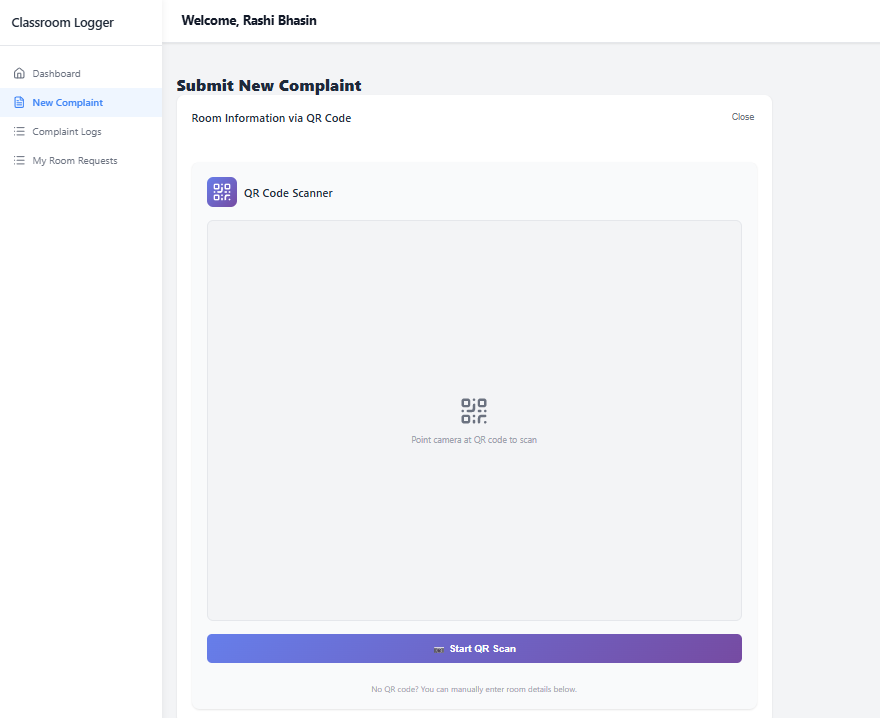 Classroom Logger
Welcome, Rashi Bhasin
Dashboard
New Complaint
Complaint Logs
My Room Requests
Submit New Complaint
Room Information via QR Code
Close
QR Code Scanner
Point camera at QR code to scan
Start QR Scan
No QR code? You can manually enter room details below.